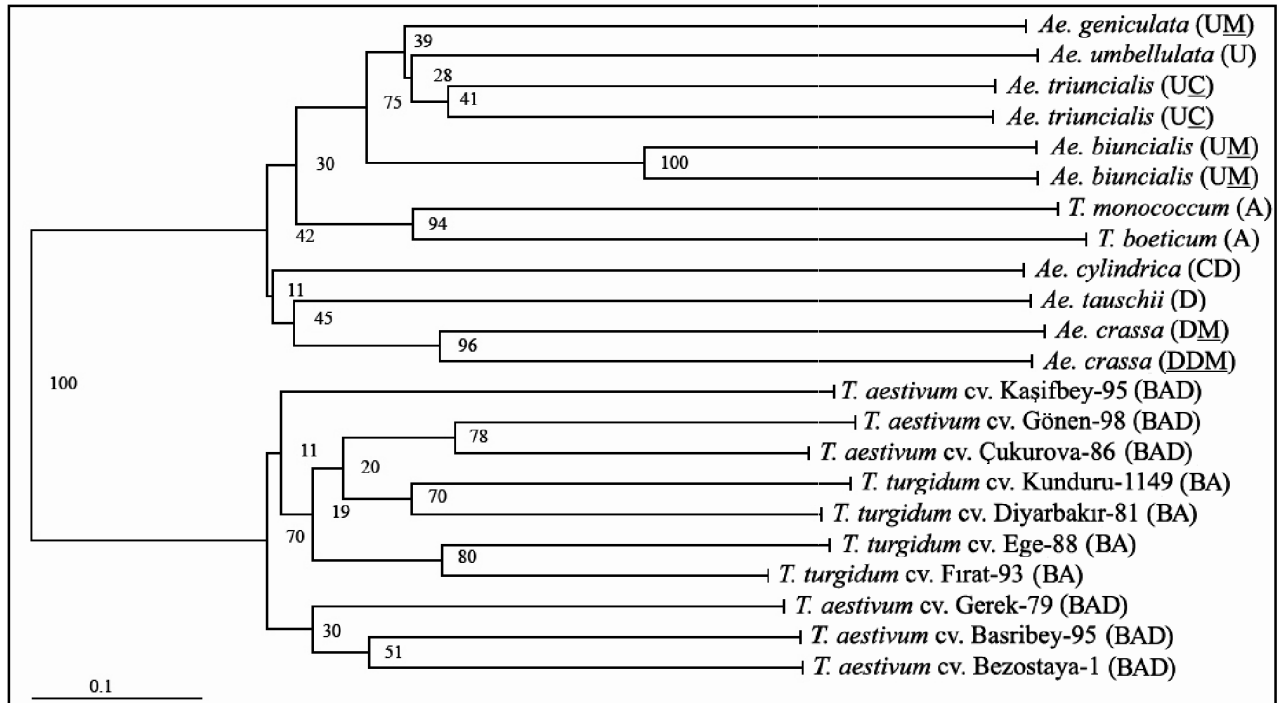 Ae. geniculata (UM)
39
Ae. umbellulata (U)
28
75
41
Ae. triuncialis (UC)
Ae. triuncialis (UC)
Ae. biuncialis (UM)
30
100
Ae. biuncialis (UM)
T. monococcum (A)
94
42
T. boeticum (A)
Ae. cylindrica (CD)
11
Ae. tauschii (D)
45
Ae. crassa (DM)
96
Ae. crassa (DDM)
100
T. aestivum cv. Kaşifbey-95 (BAD)
T. aestivum cv. Gönen-98 (BAD)
78
11
T. aestivum cv. Çukurova-86 (BAD)
20
T. turgidum cv. Kunduru-1149 (BA)
70
19
T. turgidum cv. Diyarbakır-81 (BA)
70
T. turgidum cv. Ege-88 (BA)
80
T. turgidum cv. Fırat-93 (BA)
T. aestivum cv. Gerek-79 (BAD)
30
T. aestivum cv. Basribey-95 (BAD)
51
T. aestivum cv. Bezostaya-1 (BAD)
0.1